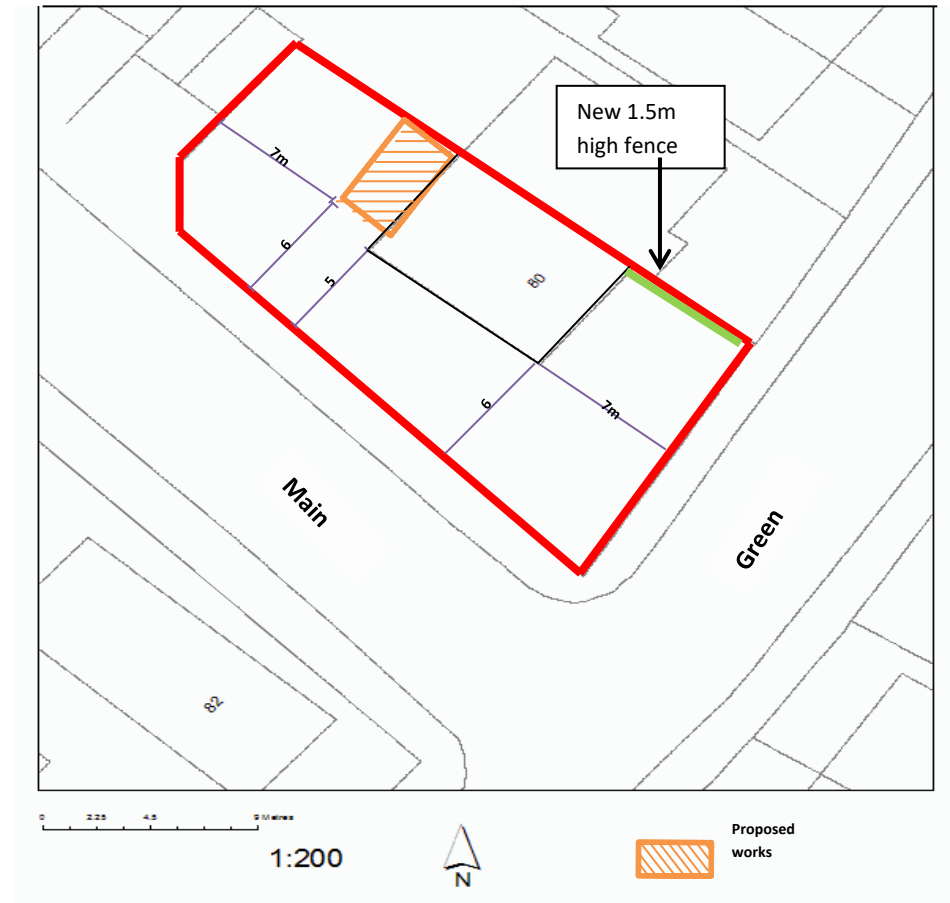 New 1.5m
high fence
7m
6
5
80
6
7m
Main
Green
82
0 2.25 4.5 9 Metres
1:200
N
Proposed
works